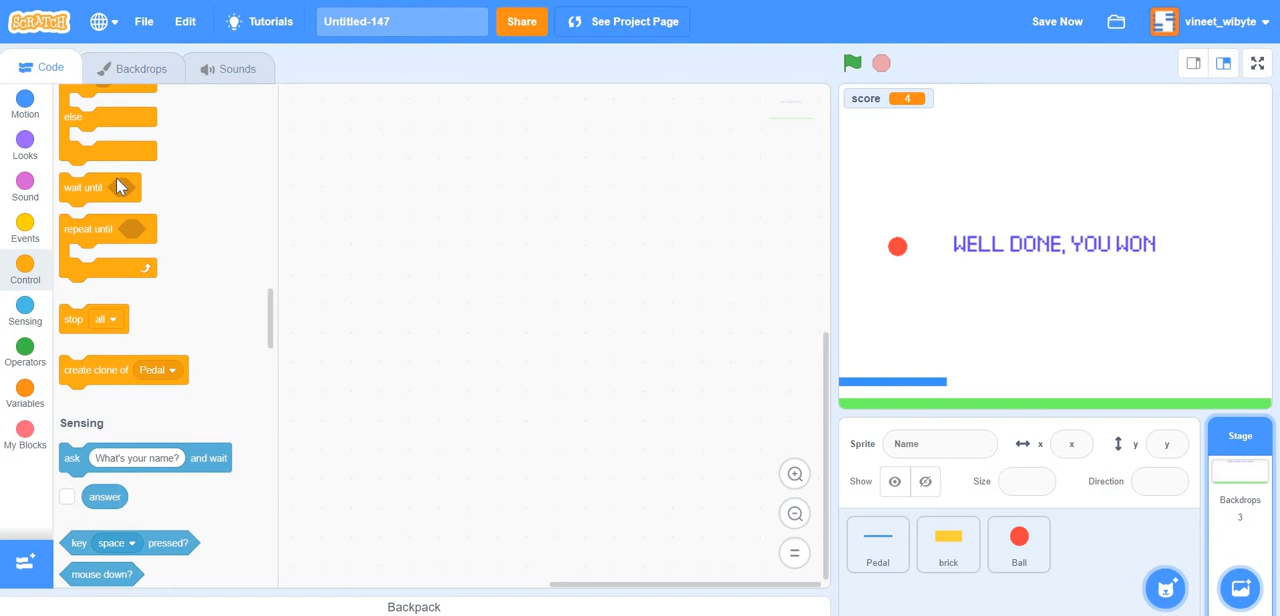 SCRATCH File Edit Tutorials Untitled-147 Share See Project Page Save Now vineet_wibyte
Code Backdrops Sounds
Motion
Looks
Sound
Events
Control
Sensing
Operators
Variables
My Blocks
else
wait until
repeat until
stop all
create clone of Pedal
Sensing
ask What's your name? and wait
answer
key space pressed?
mouse down?
score 4
WELL DONE, YOU WON
Sprite Name x x y y
Show Size Direction
Pedal brick Ball
Stage
Backdrops
3
Backpack